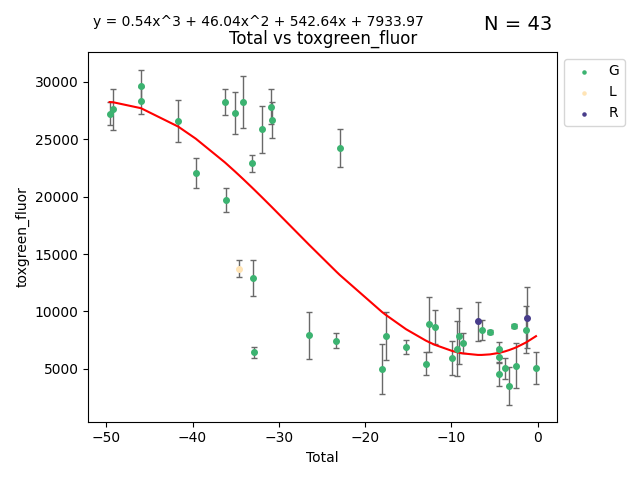 y = 0.54x^3 + 46.04x^2 + 542.64x + 7933.97
N = 43
Total vs toxgreen_fluor
30000
25000
20000
15000
10000
5000
toxgreen_fluor
−50
−40
−30
−20
−10
0
Total
G
L
R